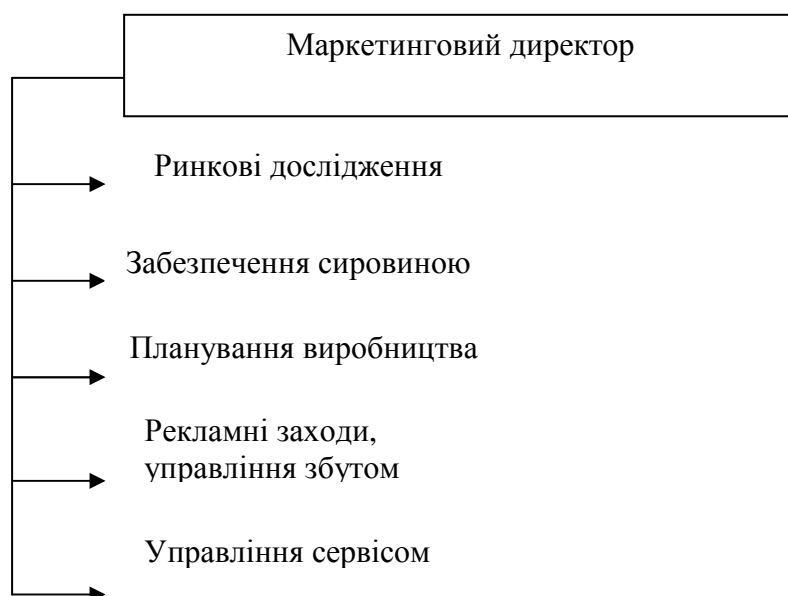 Маркетинговий директор
Ринкові дослідження
Забезпечення сировиною
Планування виробництва
Рекламні заходи,
управління збутом
Управління сервісом